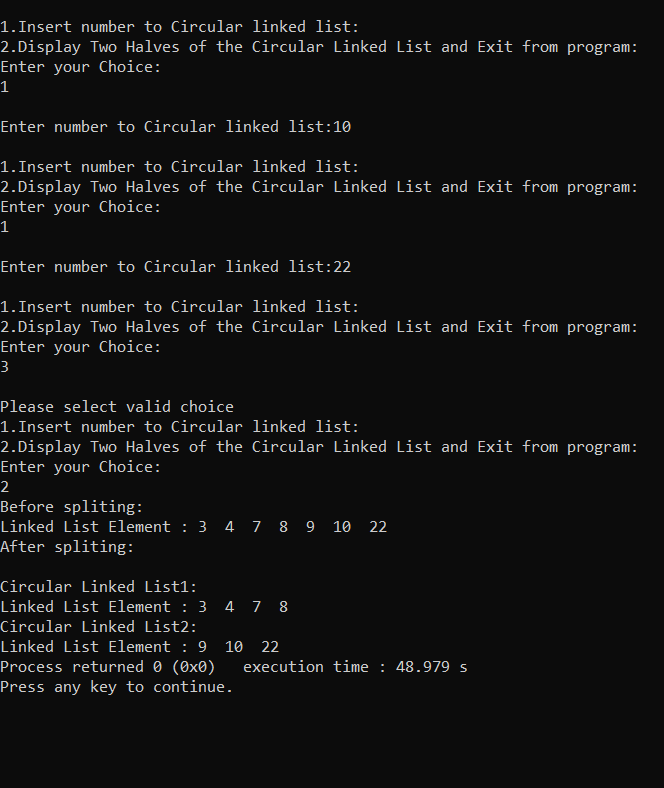 1.Insert number to Circular linked list:
2.Display Two Halves of the Circular Linked List and Exit from program:
Enter your Choice:
1
Enter number to Circular linked list:10
1.Insert number to Circular linked list:
2.Display Two Halves of the Circular Linked List and Exit from program:
Enter your Choice:
1
Enter number to Circular linked list:22
1.Insert number to Circular linked list:
2.Display Two Halves of the Circular Linked List and Exit from program:
Enter your Choice:
3
Please select valid choice
1.Insert number to Circular linked list:
2.Display Two Halves of the Circular Linked List and Exit from program:
Enter your Choice:
2
Before spliting:
Linked List Element : 3  4  7  8  9  10  22
After spliting:
Circular Linked List1:
Linked List Element : 3  4  7  8
Circular Linked List2:
Linked List Element : 9  10  22
Process returned 0 (0x0)   execution time : 48.979 s
Press any key to continue.